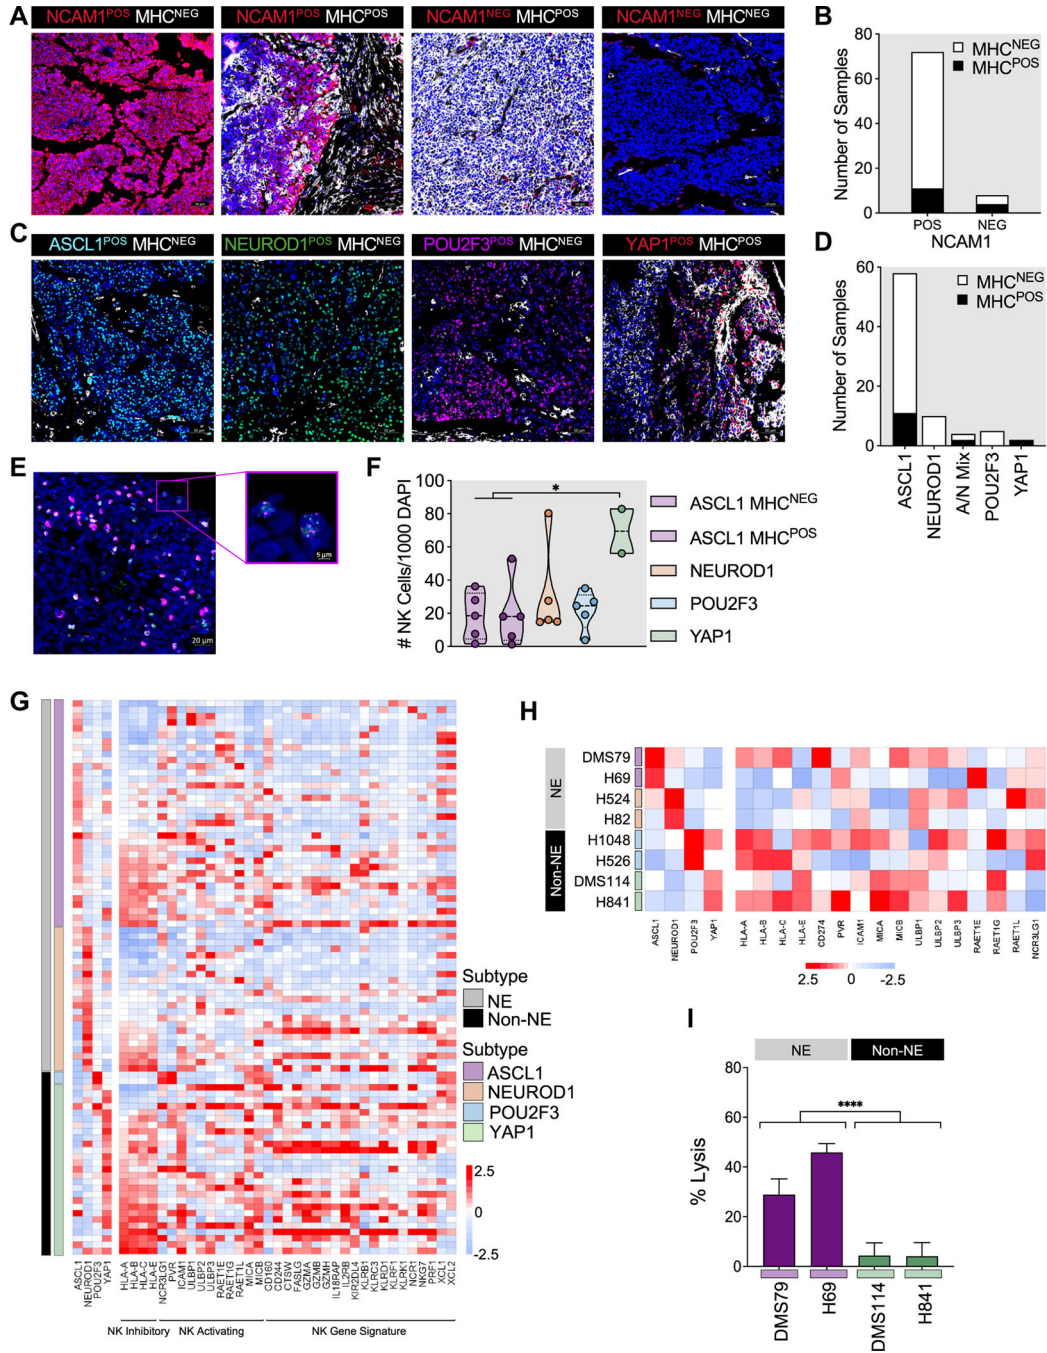 A
NCAM1POS MHCNEG
NCAM1POS MHCPOS
NCAM1NEG MHCPOS
NCAM1NEG MHCNEG
B
Number of Samples
80
60
40
20
0
MHCNEG
MHCPOS
POS
NEG
NCAM1
C
ASCL1POS MHCNEG
NEUROD1POS MHCNEG
POU2F3POS MHCNEG
YAP1POS MHCPOS
D
Number of Samples
60
40
20
0
MHCNEG
MHCPOS
ASCL1
NEUROD1
A/N Mix
POU2F3
YAP1
E
20 µm
5 µm
F
# NK Cells/1000 DAPI
100
80
60
40
20
0
*
ASCL1 MHCNEG
ASCL1 MHCPOS
NEUROD1
POU2F3
YAP1
G
ASCL1
NEUROD1
POU2F3
YAP1
HLA-A
HLA-B
HLA-C
HLA-E
NCR3LG1
PVR
ICAM1
ULBP1
ULBP2
ULBP3
RAET1E
RAET1G
RAET1L
MICA
MICB
CD160
CD244
CTSW
FASLG
GZMA
GZMB
GZMH
IL18RAP
IL2RB
KIR2DL4
KLRB1
KLRC3
KLRD1
KLRF1
KLRK1
NCR1
NKG7
PRF1
XCL1
XCL2
NK Inhibitory
NK Activating
NK Gene Signature
Subtype
NE
Non-NE
Subtype
ASCL1
NEUROD1
POU2F3
YAP1
2.5
0
-2.5
H
NE
Non-NE
DMS79
H69
H524
H82
H1048
H526
DMS114
H841
ASCL1
NEUROD1
POU2F3
YAP1
HLA-A
HLA-B
HLA-C
HLA-E
CD274
PVR
ICAM1
MICA
MICB
ULBP1
ULBP2
ULBP3
RAET1E
RAET1G
RAET1L
NCR3LG1
2.5
0
-2.5
I
NE
Non-NE
% Lysis
80
60
40
20
0
****
DMS79
H69
DMS114
H841